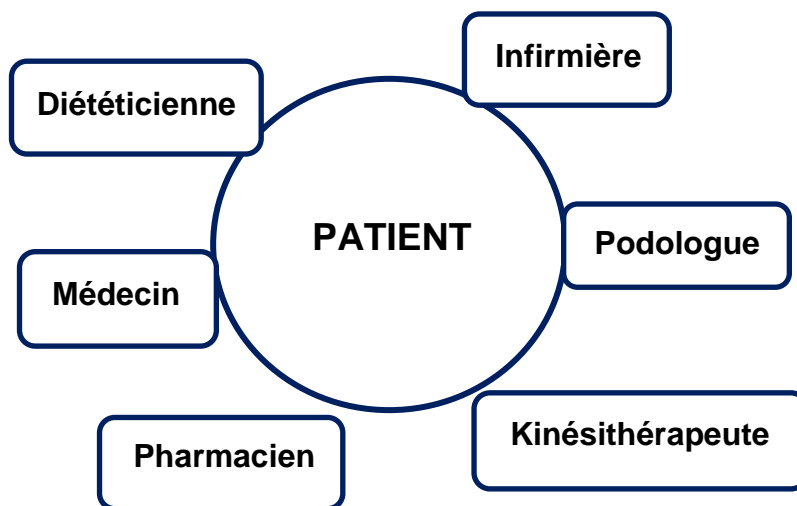 Infirmière
Diététicienne
PATIENT
Podologue
Médecin
Kinésithérapeute
Pharmacien